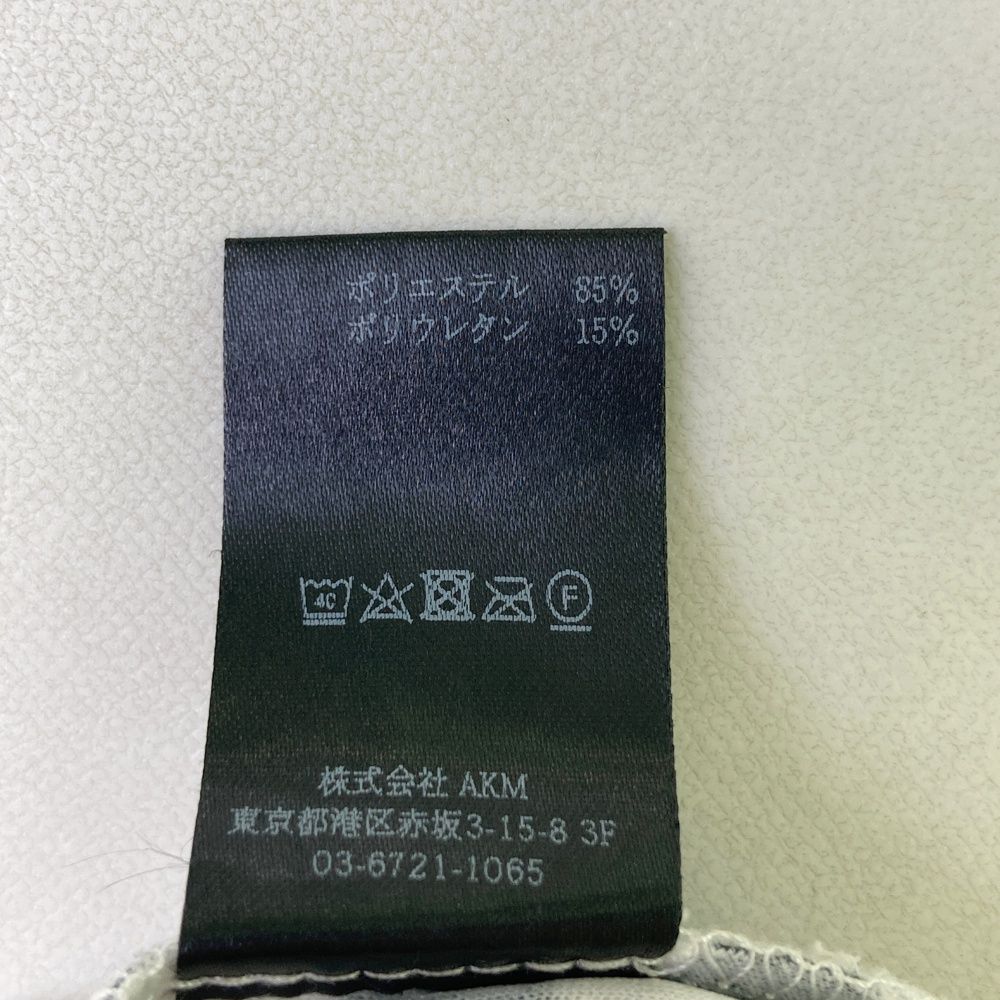 ポリエステル 85%
ポリウレタン 15%
40
F
株式会社 AKM
東京都港区赤坂3-15-8 3F
03-6721-1065